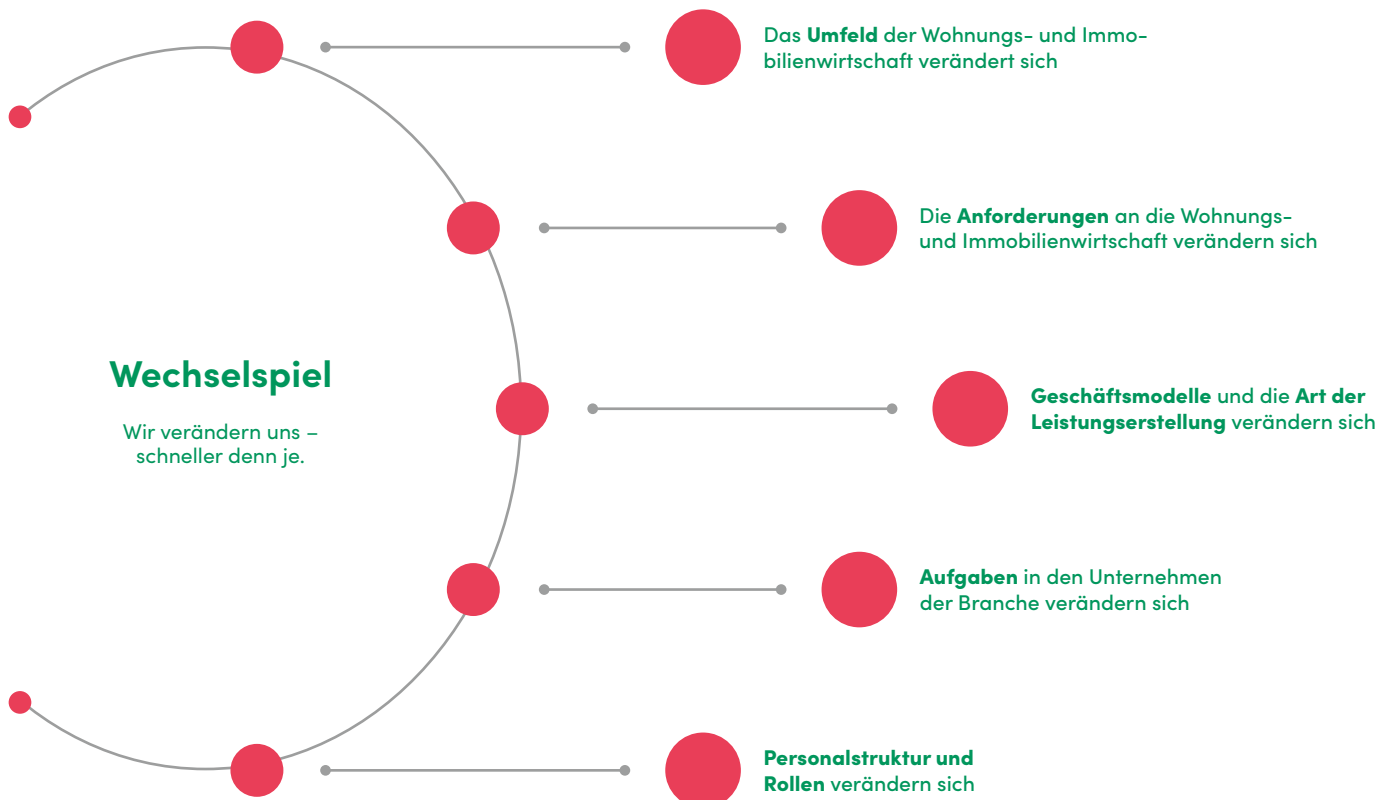 Das Umfeld der Wohnungs- und Immo-
bilienwirtschaft verändert sich
Die Anforderungen an die Wohnungs-
und Immobilienwirtschaft verändern sich
Wechselspiel
Wir verändern uns –
schneller denn je.
Geschäftsmodelle und die Art der
Leistungserstellung verändern sich
Aufgaben in den Unternehmen
der Branche verändern sich
Personalstruktur und
Rollen verändern sich